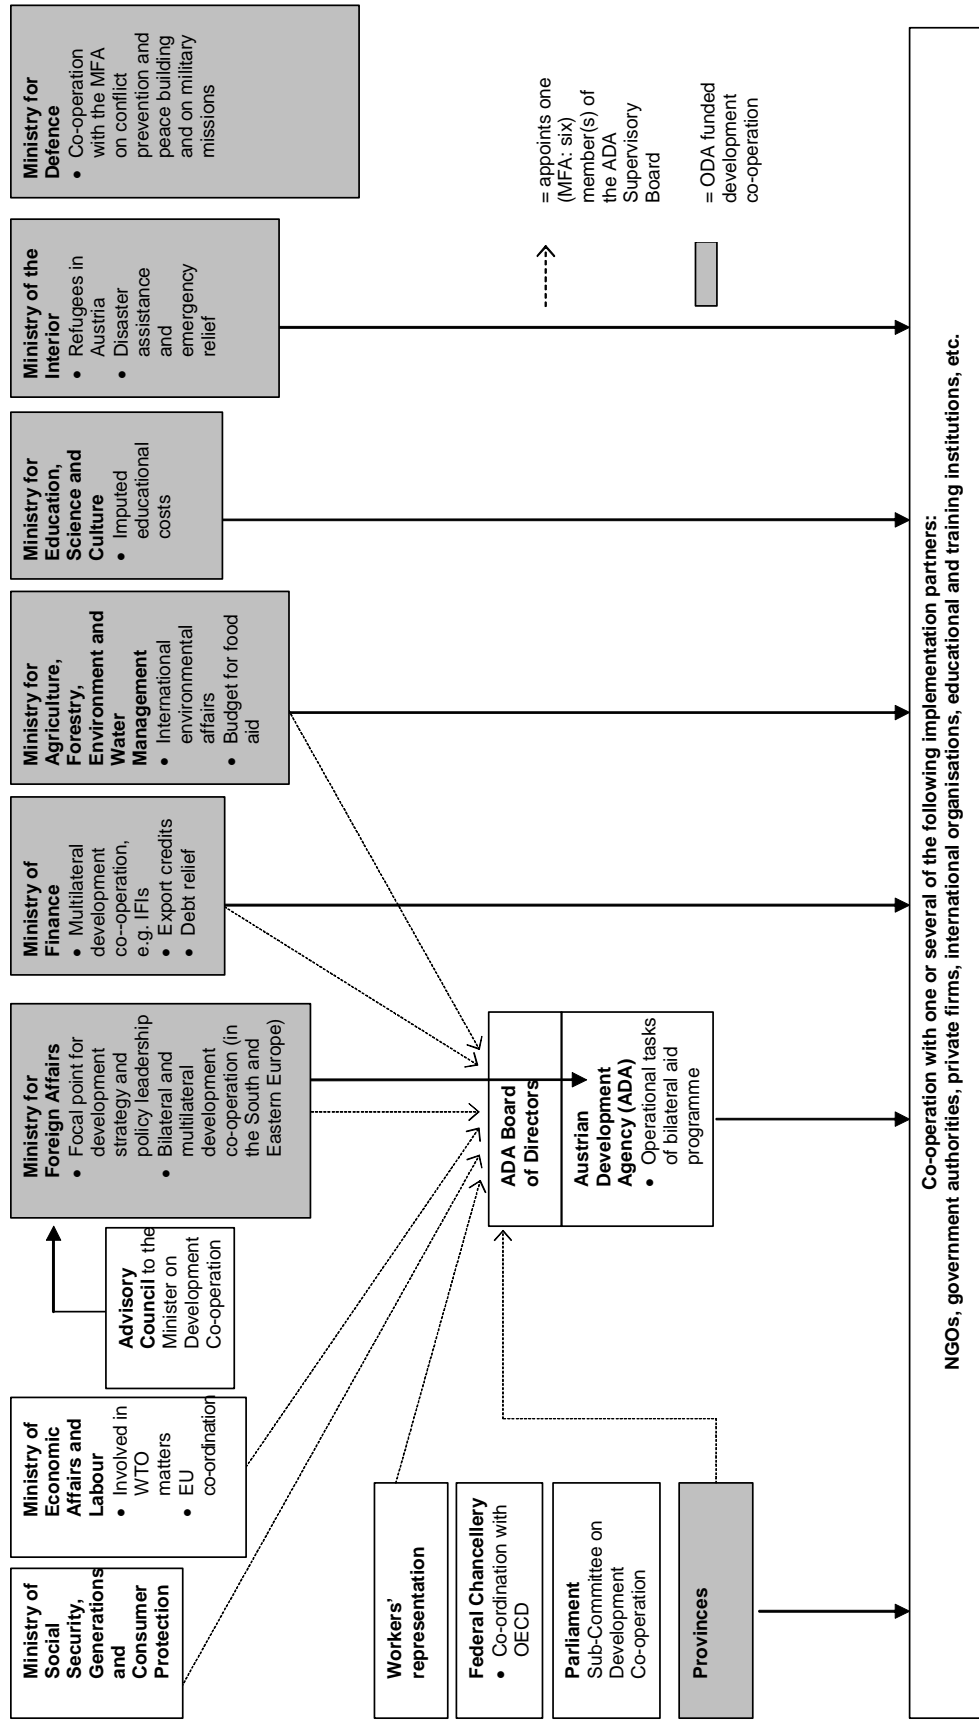 Ministry of
Social
Security,
Generations
and
Consumer
Protection
Ministry of
Economic
Affairs and
Labour
• Involved in
WTO
matters
• EU
co-ordination
Advisory
Council to the
Minister on
Development
Co-operation
Ministry for
Foreign Affairs
• Focal point for
development
strategy and
policy leadership
• Bilateral and
multilateral
development
co-operation (in
the South and
Eastern Europe)
Ministry of
Finance
• Multilateral
development
co--operation,
e.g. IFIs
• Export credits
• Debt relief
Ministry for
Agriculture,
Forestry,
Environment and
Water
Management
• International
environmental
affairs
• Budget for food
aid
Ministry for
Education,
Science and
Culture
• Imputed
educational
costs
Ministry of the
Interior
• Refugees in
Austria
• Disaster
assistance
and
emergency
relief
Ministry for
Defence
• Co-operation
with the MFA
on conflict
prevention and
peace building
and on military
missions
Workers'
representation
Federal Chancellery
• Co-ordination with
OECD
Parliament
Sub-Committee on
Development
Co-operation
Provinces
ADA Board
of Directors
Austrian
Development
Agency (ADA)
• Operational tasks
of bilateral aid
programme
= appoints one
(MFA: six)
member(s) of
the ADA
Supervisory
Board
= ODA funded
development
co-operation
Co-operation with one or several of the following implementation partners:
NGOs, government authorities, private firms, international organisations, educational and training institutions, etc.